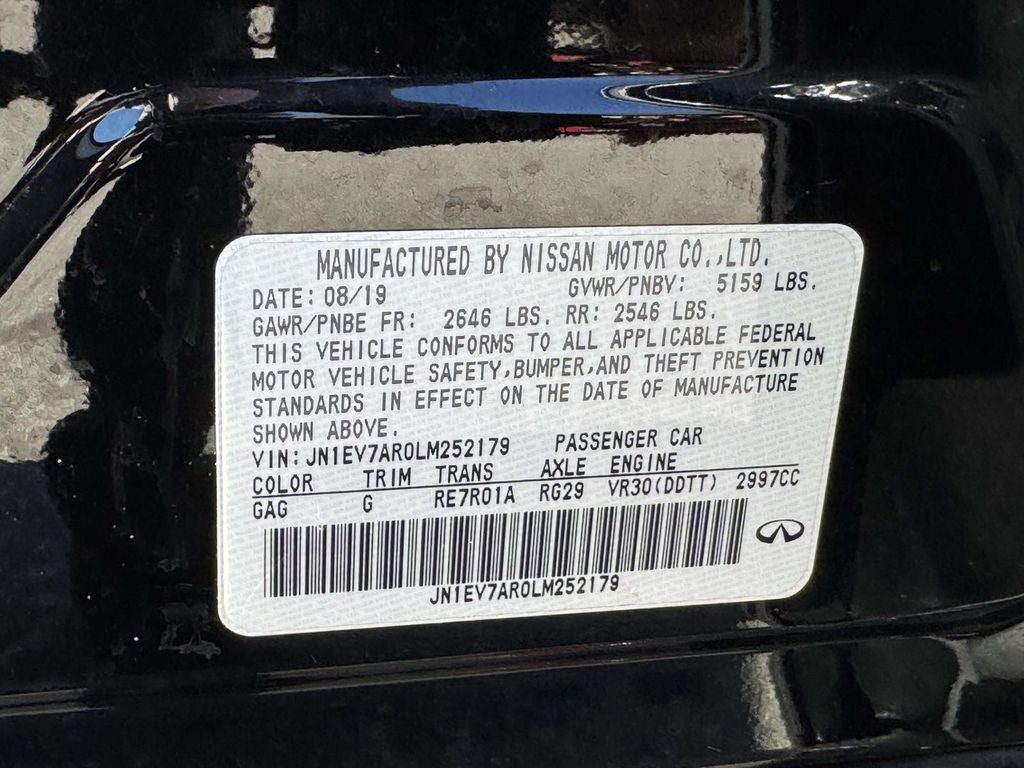 MANUFACTURED BY NISSAN MOTOR CO.,LTD.
DATE: 08/19 GVWR/PNBV: 5159 LBS.
GAWR/PNBE FR: 2646 LBS. RR: 2546 LBS.
THIS VEHICLE CONFORMS TO ALL APPLICABLE FEDERAL
MOTOR VEHICLE SAFETY,BUMPER,AND THEFT PREVENTION
STANDARDS IN EFFECT ON THE DATE OF MANUFACTURE
SHOWN ABOVE.
VIN:JN1EV7AR0LM252179 PASSENGER CAR
COLOR TRIM TRANS AXLE ENGINE
GAG G RE7R01A RG29 VR30(DDTT) 2997CC
JN1EV7AR0LM252179